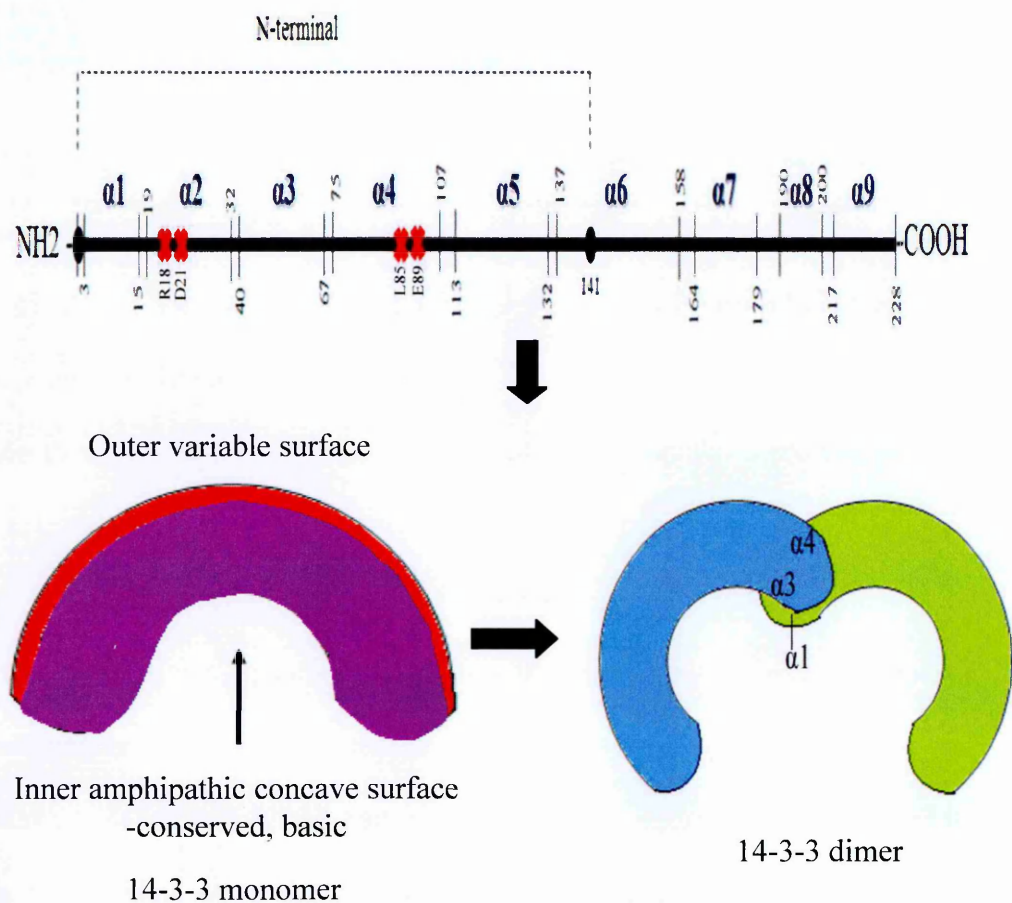 N-terminal
α1 19 α2 32 α3 75 α4 107 α5 137 α6 158 α7 190 α8 200 α9
NH2 COOH
3 15 R18 D21 40 67 L85 E89 113 132 141 164 179 217 228
Outer variable surface
α4
α3
α1
Inner amphipathic concave surface
-conserved, basic
14-3-3 monomer
14-3-3 dimer